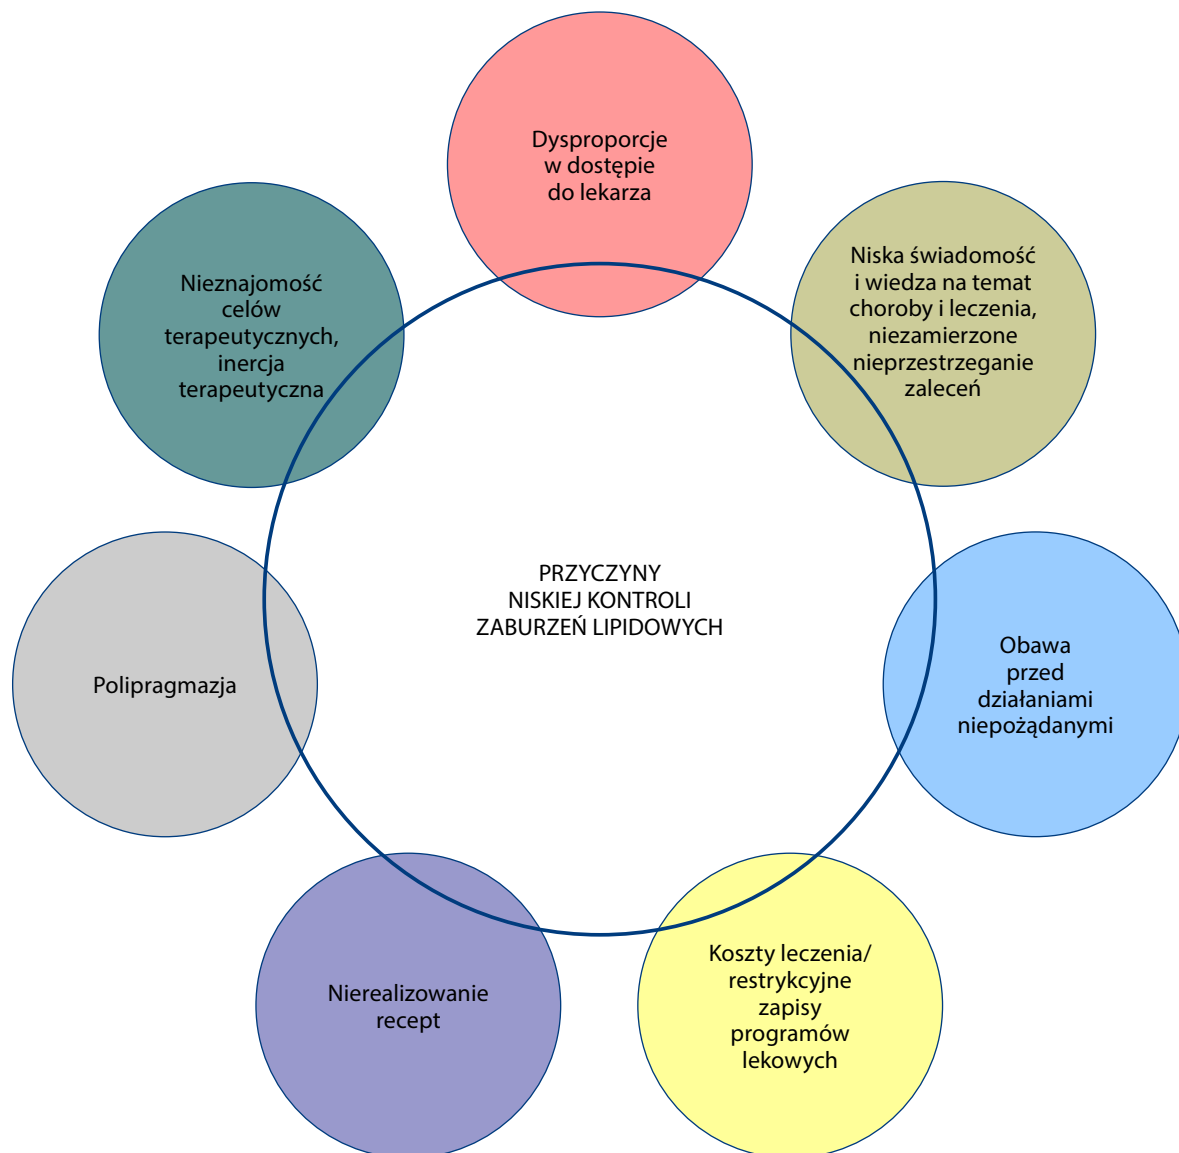 Dysproporcje
w dostępie
do lekarza
Niska świadomość
i wiedza na temat
choroby i leczenia,
niezamierzone
nieprzestrzeganie
zaleceń
Obawa
przed
działaniami
niepożądanymi
Koszty leczenia/
restrykcyjne
zapisy
programów
lekowych
Nierealizowanie
recept
Polipragmazja
Nieznajomość
celów
terapeutycznych,
inercja
terapeutyczna
PRZYCZYNY
NISKIEJ KONTROLI
ZABURZEŃ LIPIDOWYCH